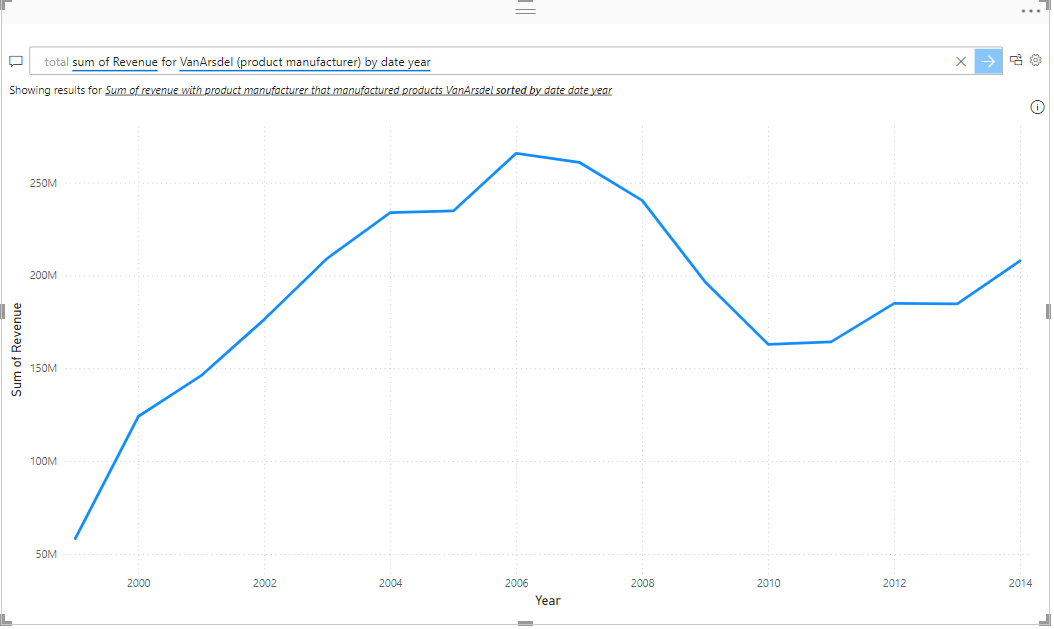 total sum of Revenue for VanArsdel (product manufacturer) by date year
Showing results for Sum of revenue with product manufacturer that manufactured products VanArsdel sorted by date date year
250M
200M
150M
100M
50M
Sum of Revenue
2000 2002 2004 2006 2008 2010 2012 2014
Year